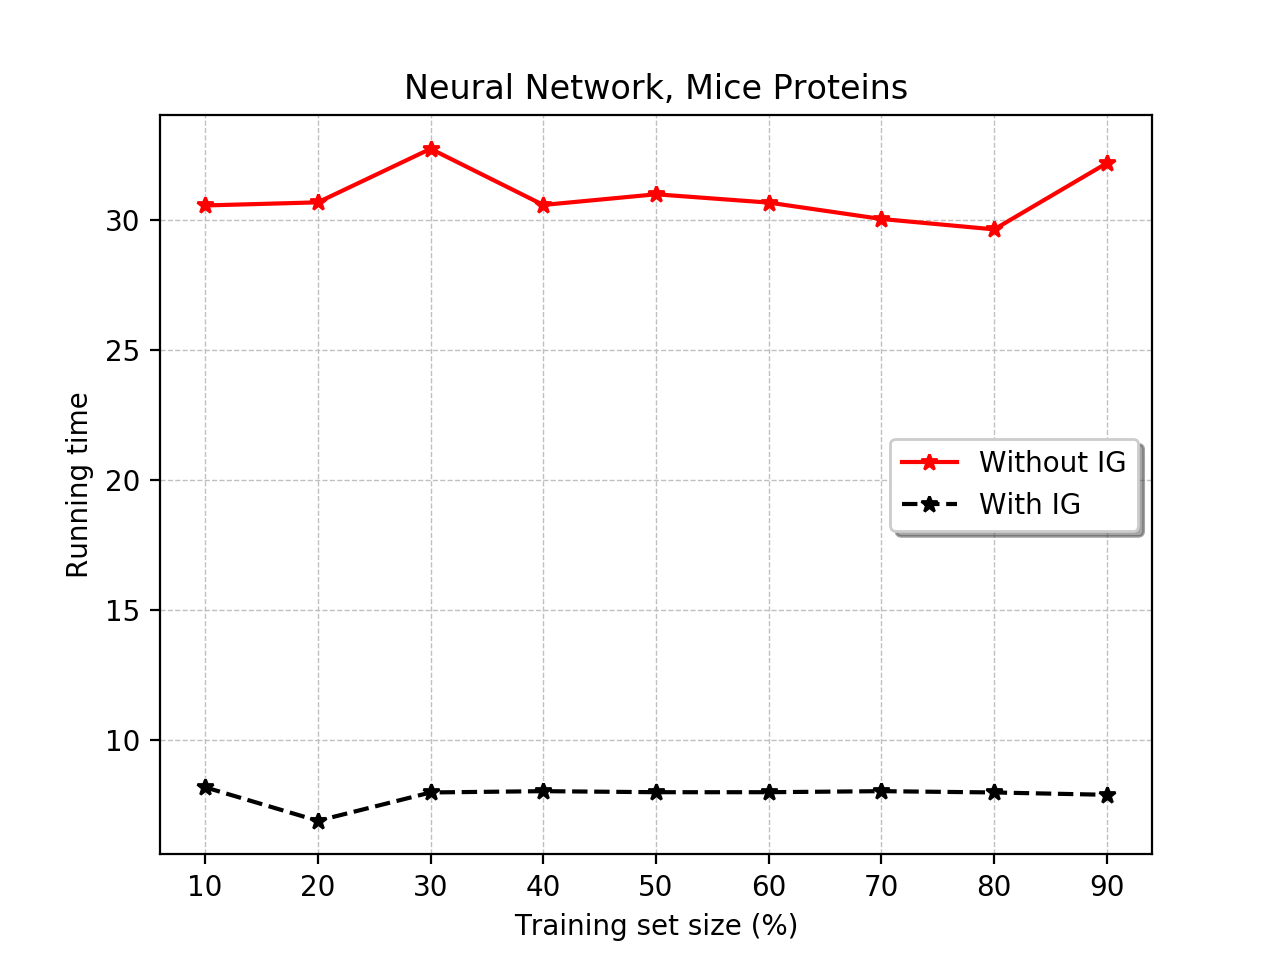 Neural Network, Mice Proteins
30
25
20
15
10
Running time
Without IG
With IG
10 20 30 40 50 60 70 80 90
Training set size (%)